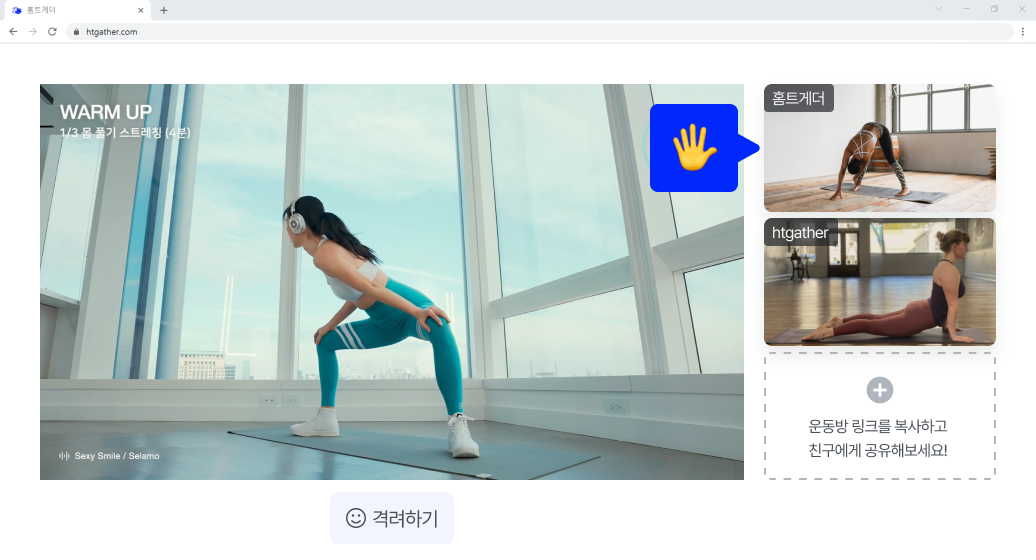 홈트게더
htgather.com
WARM UP
1/3 몸 풀기 스트레칭 (4분)
Sexy Smile / Selamo
홈트게더
htgather
운동방 링크를 복사하고
친구에게 공유해보세요!
격려하기